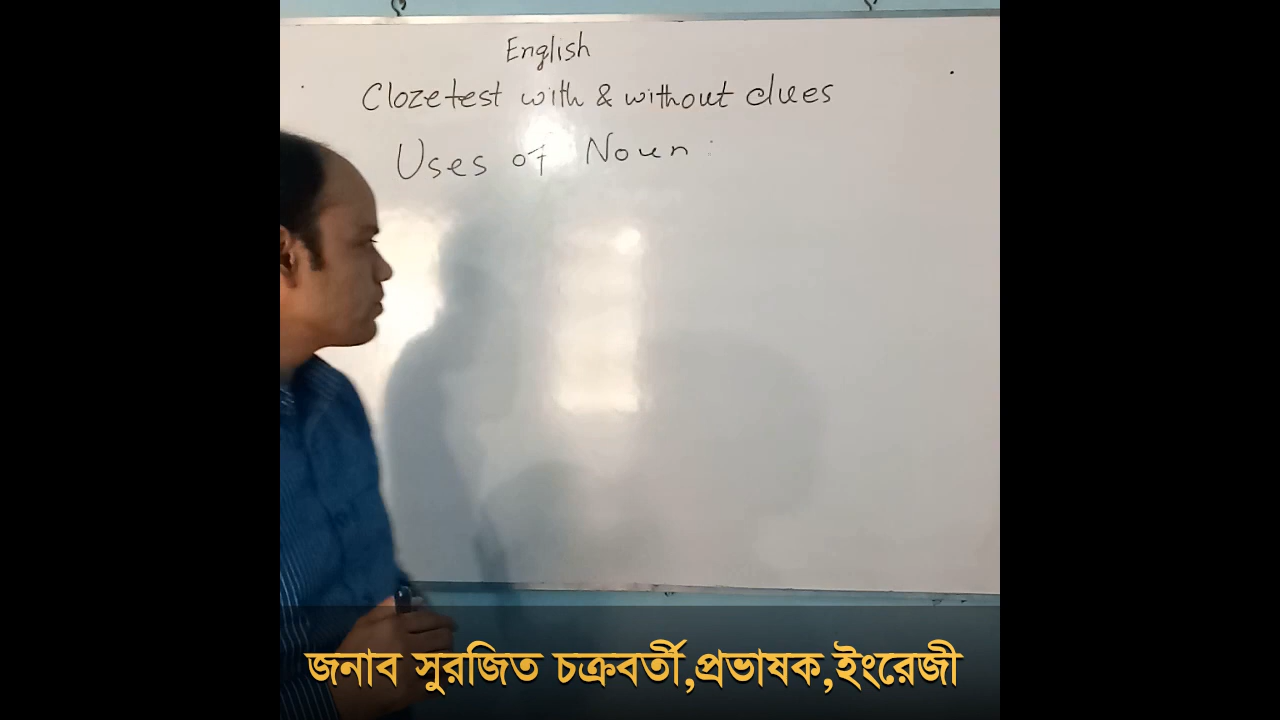 English
Clozetest with & without clues
Uses of Noun :
জনাব সুরজিত চক্রবর্তী,প্রভাষক,ইংরেজী